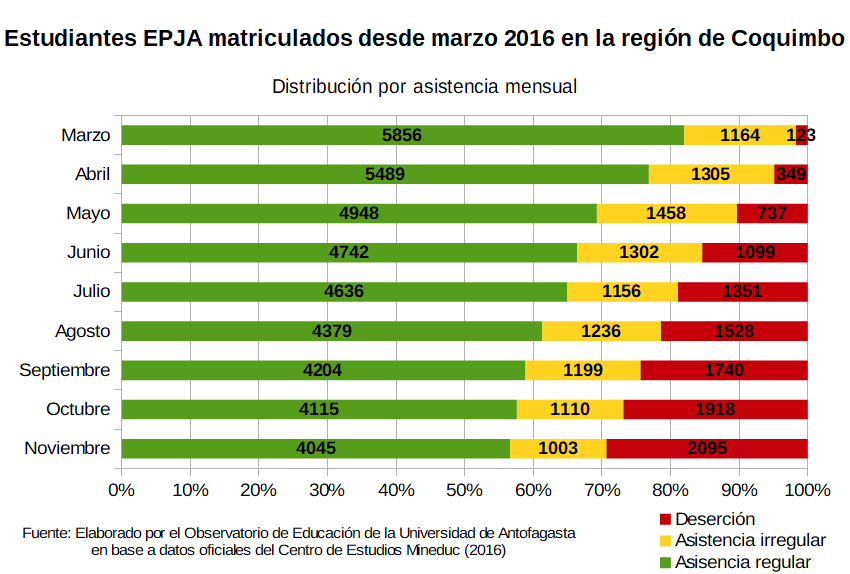 Estudiantes EPJA matriculados desde marzo 2016 en la región de Coquimbo
Distribución por asistencia mensual
Marzo 5856 1164 123
Abril 5489 1305 349
Mayo 4948 1458 737
Junio 4742 1302 1099
Julio 4636 1156 1351
Agosto 4379 1236 1528
Septiembre 4204 1199 1740
Octubre 4115 1110 1918
Noviembre 4045 1003 2095
0% 10% 20% 30% 40% 50% 60% 70% 80% 90% 100%
Fuente: Elaborado por el Observatorio de Educación de la Universidad de Antofagasta
en base a datos oficiales del Centro de Estudios Mineduc (2016)
Deserción
Asistencia irregular
Asisencia regular